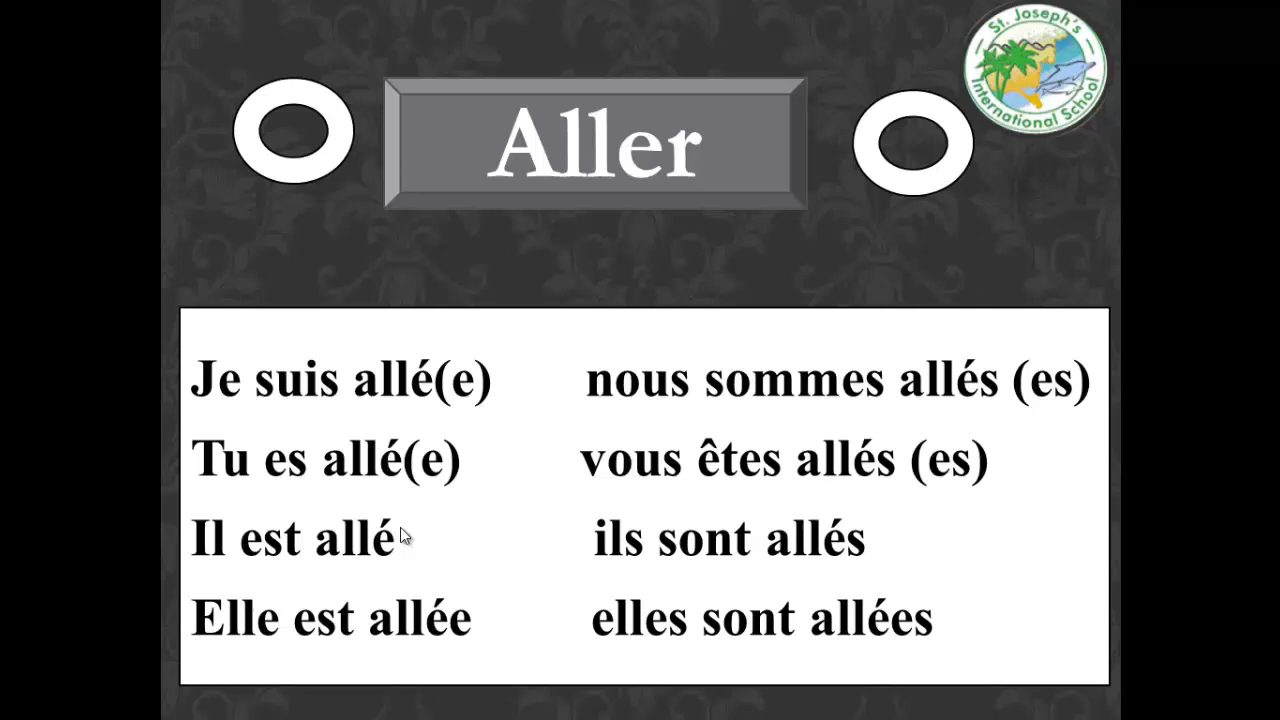 St. Joseph's
International School
Aller
Je suis allé(e) nous sommes allés (es)
Tu es allé(e) vous êtes allés (es)
Il est allé ils sont allés
Elle est allée elles sont allées